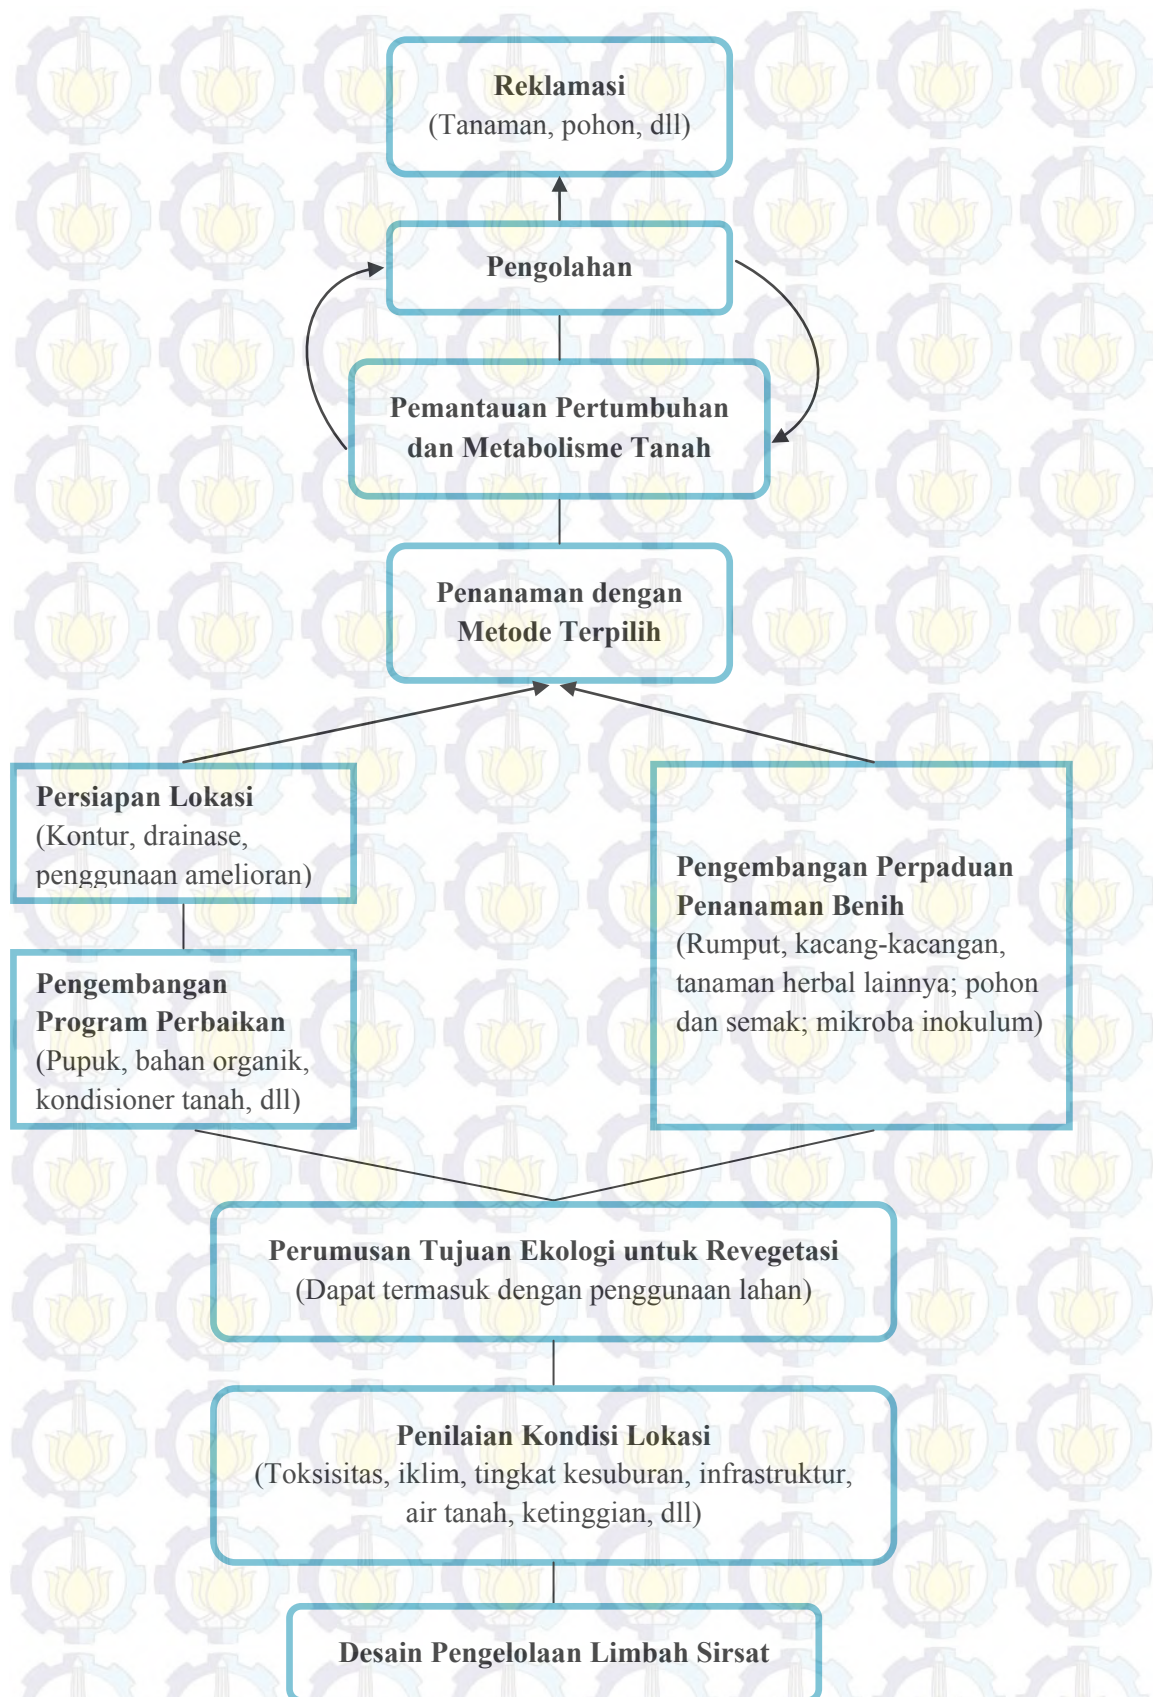 Reklamasi
(Tanaman, pohon, dll)
Pengolahan
Pemantauan Pertumbuhan
dan Metabolisme Tanah
Penanaman dengan
Metode Terpilih
Persiapan Lokasi
(Kontur, drainase,
penggunaan amelioran)
Pengembangan
Program Perbaikan
(Pupuk, bahan organik,
kondisioner tanah, dll)
Pengembangan Perpaduan
Penanaman Benih
(Rumput, kacang-kacangan,
tanaman herbal lainnya; pohon
dan semak; mikroba inokulum)
Perumusan Tujuan Ekologi untuk Revegetasi
(Dapat termasuk dengan penggunaan lahan)
Penilaian Kondisi Lokasi
(Toksisitas, iklim, tingkat kesuburan, infrastruktur,
air tanah, ketinggian, dll)
Desain Pengelolaan Limbah Sirsat